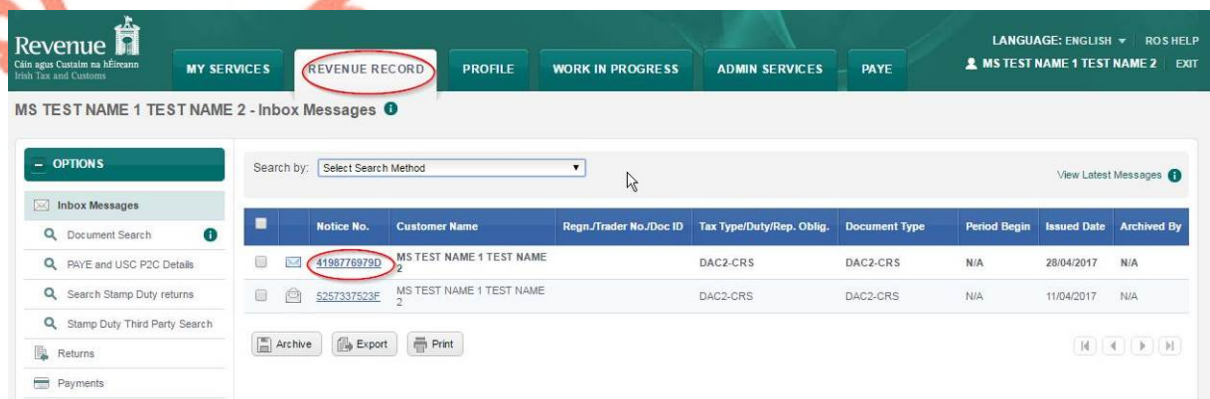 Revenue
Cáin agus Custaim na hÉireann
Irish Tax and Customs
LANGUAGE: ENGLISH ROS HELP
MY SERVICES REVENUE RECORD PROFILE WORK IN PROGRESS ADMIN SERVICES PAYE MS TEST NAME 1 TEST NAME 2 EXIT
MS TEST NAME 1 TEST NAME 2 - Inbox Messages
OPTIONS
Inbox Messages
Document Search
PAYE and USC P2C Details
Search Stamp Duty returns
Stamp Duty Third Party Search
Returns
Payments
Search by: Select Search Method
View Latest Messages
Notice No. Customer Name Regn./Trader No./Doc ID Tax Type/Duty/Rep. Oblig. Document Type Period Begin Issued Date Archived By
4198776979D MS TEST NAME 1 TEST NAME 2 DAC2-CRS DAC2-CRS N/A 28/04/2017 N/A
5257337523F MS TEST NAME 1 TEST NAME 2 DAC2-CRS DAC2-CRS N/A 11/04/2017 N/A
Archive Export Print